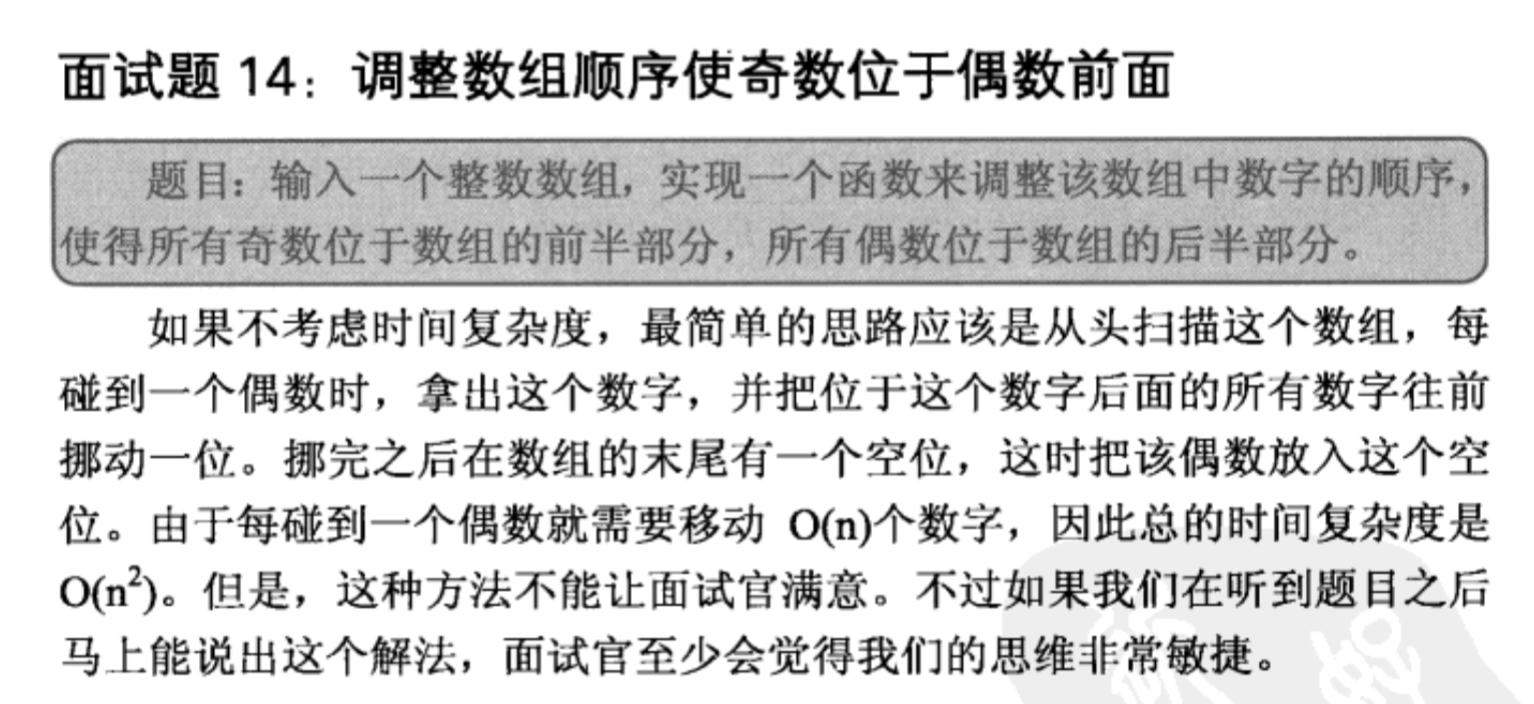 面试题 14：调整数组顺序使奇数位于偶数前面
题目：输入一个整数数组，实现一个函数来调整该数组中数字的顺序，
使得所有奇数位于数组的前半部分，所有偶数位于数组的后半部分。
如果不考虑时间复杂度，最简单的思路应该是从头扫描这个数组，每
碰到一个偶数时，拿出这个数字，并把位于这个数字后面的所有数字往前
挪动一位。挪完之后在数组的末尾有一个空位，这时把该偶数放入这个空
位。由于每碰到一个偶数就需要移动 O(n)个数字，因此总的时间复杂度是
O(n²)。但是，这种方法不能让面试官满意。不过如果我们在听到题目之后
马上能说出这个解法，面试官至少会觉得我们的思维非常敏捷。